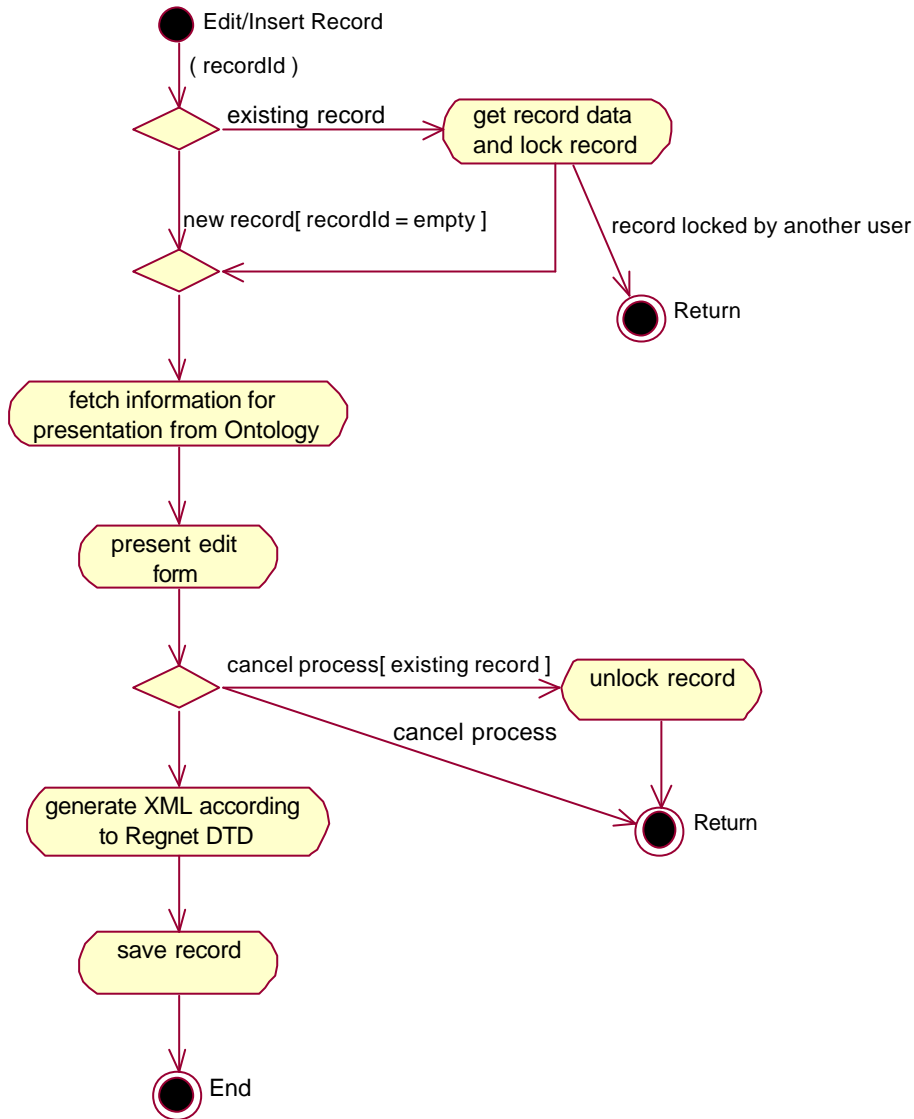 Edit/Insert Record
( recordId )
existing record
get record data
and lock record
new record[ recordId = empty ]
record locked by another user
Return
fetch information for
presentation from Ontology
present edit
form
cancel process[ existing record ]
unlock record
cancel process
generate XML according
to Regnet DTD
Return
save record
End